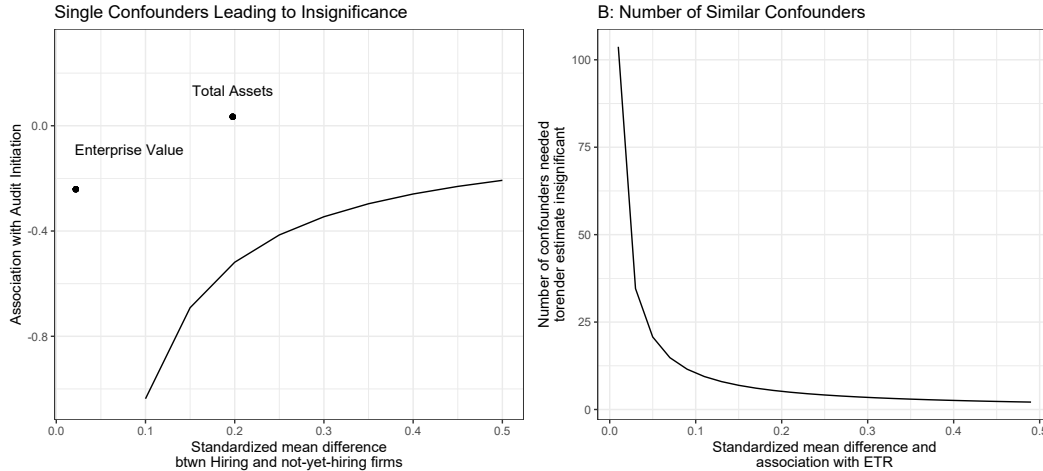 Single Confounders Leading to Insignificance
Total Assets
Enterprise Value
0.0
-0.4
-0.8
Association with Audit Initiation
0.0 0.1 0.2 0.3 0.4 0.5
Standardized mean difference
btwn Hiring and not-yet-hiring firms
B: Number of Similar Confounders
100
75
50
25
0
Number of confounders needed
torender estimate insignificant
0.0 0.1 0.2 0.3 0.4 0.5
Standardized mean difference and
association with ETR